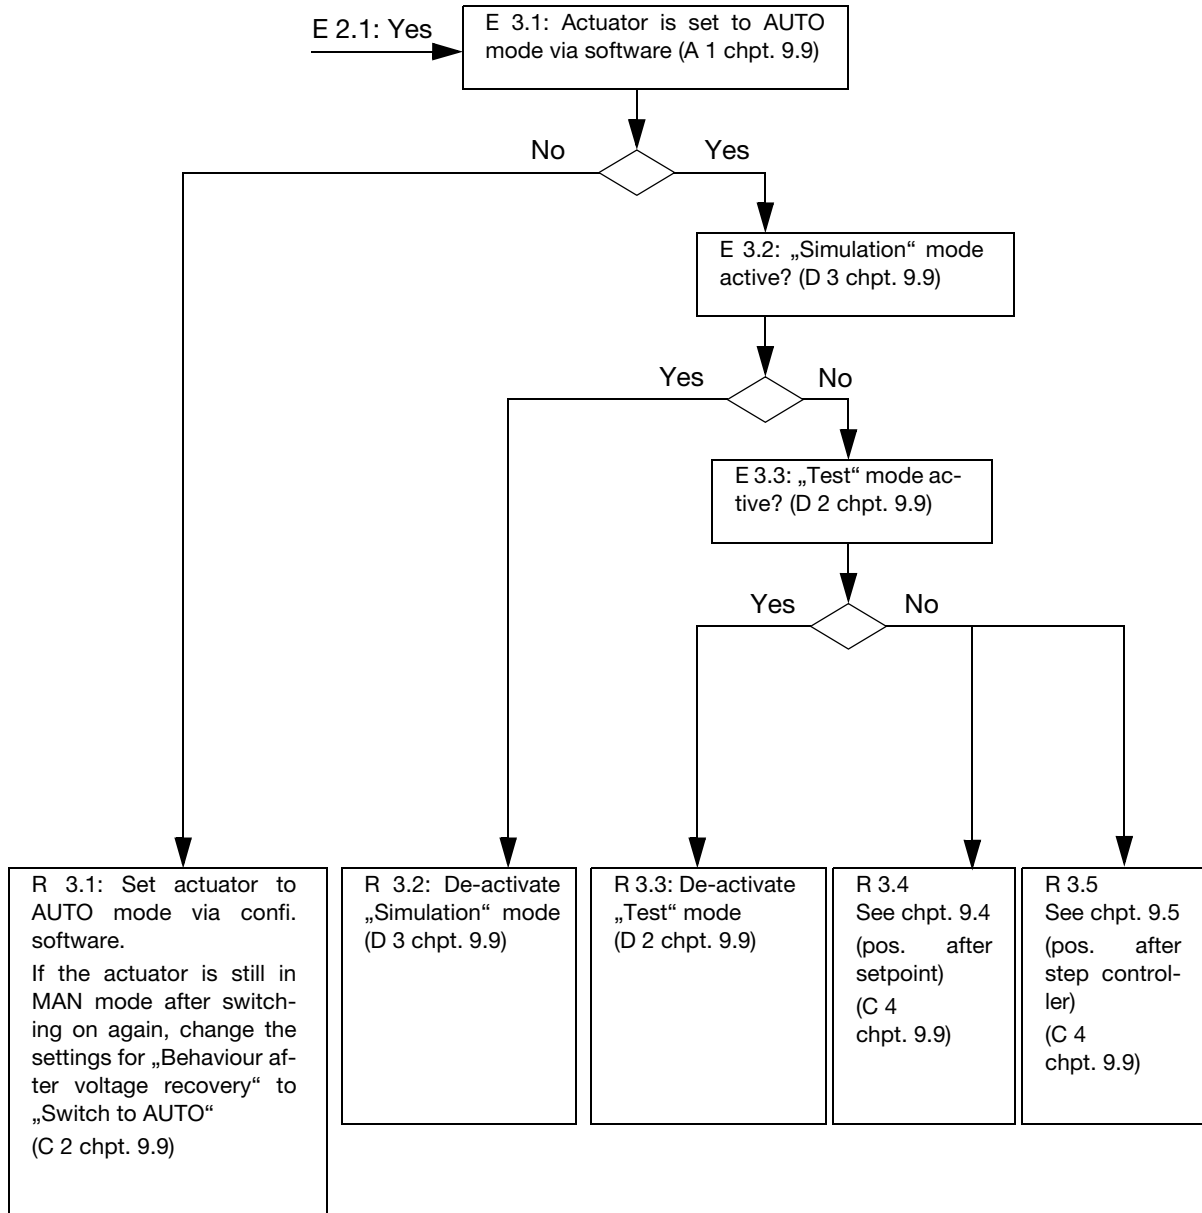 E 2.1: Yes
E 3.1: Actuator is set to AUTO
mode via software (A 1 chpt. 9.9)
No
Yes
E 3.2: „Simulation“ mode
active? (D 3 chpt. 9.9)
Yes
No
E 3.3: „Test“ mode ac-
tive? (D 2 chpt. 9.9)
Yes
No
R 3.1: Set actuator to
AUTO mode via confi.
software.
If the actuator is still in
MAN mode after switch-
ing on again, change the
settings for „Behaviour af-
ter voltage recovery“ to
„Switch to AUTO“
(C 2 chpt. 9.9)
R 3.2: De-activate
„Simulation“ mode
(D 3 chpt. 9.9)
R 3.3: De-activate
„Test“ mode
(D 2 chpt. 9.9)
R 3.4
See chpt. 9.4
(pos. after
setpoint)
(C 4
chpt. 9.9)
R 3.5
See chpt. 9.5
(pos. after
step control-
ler)
(C 4
chpt. 9.9)